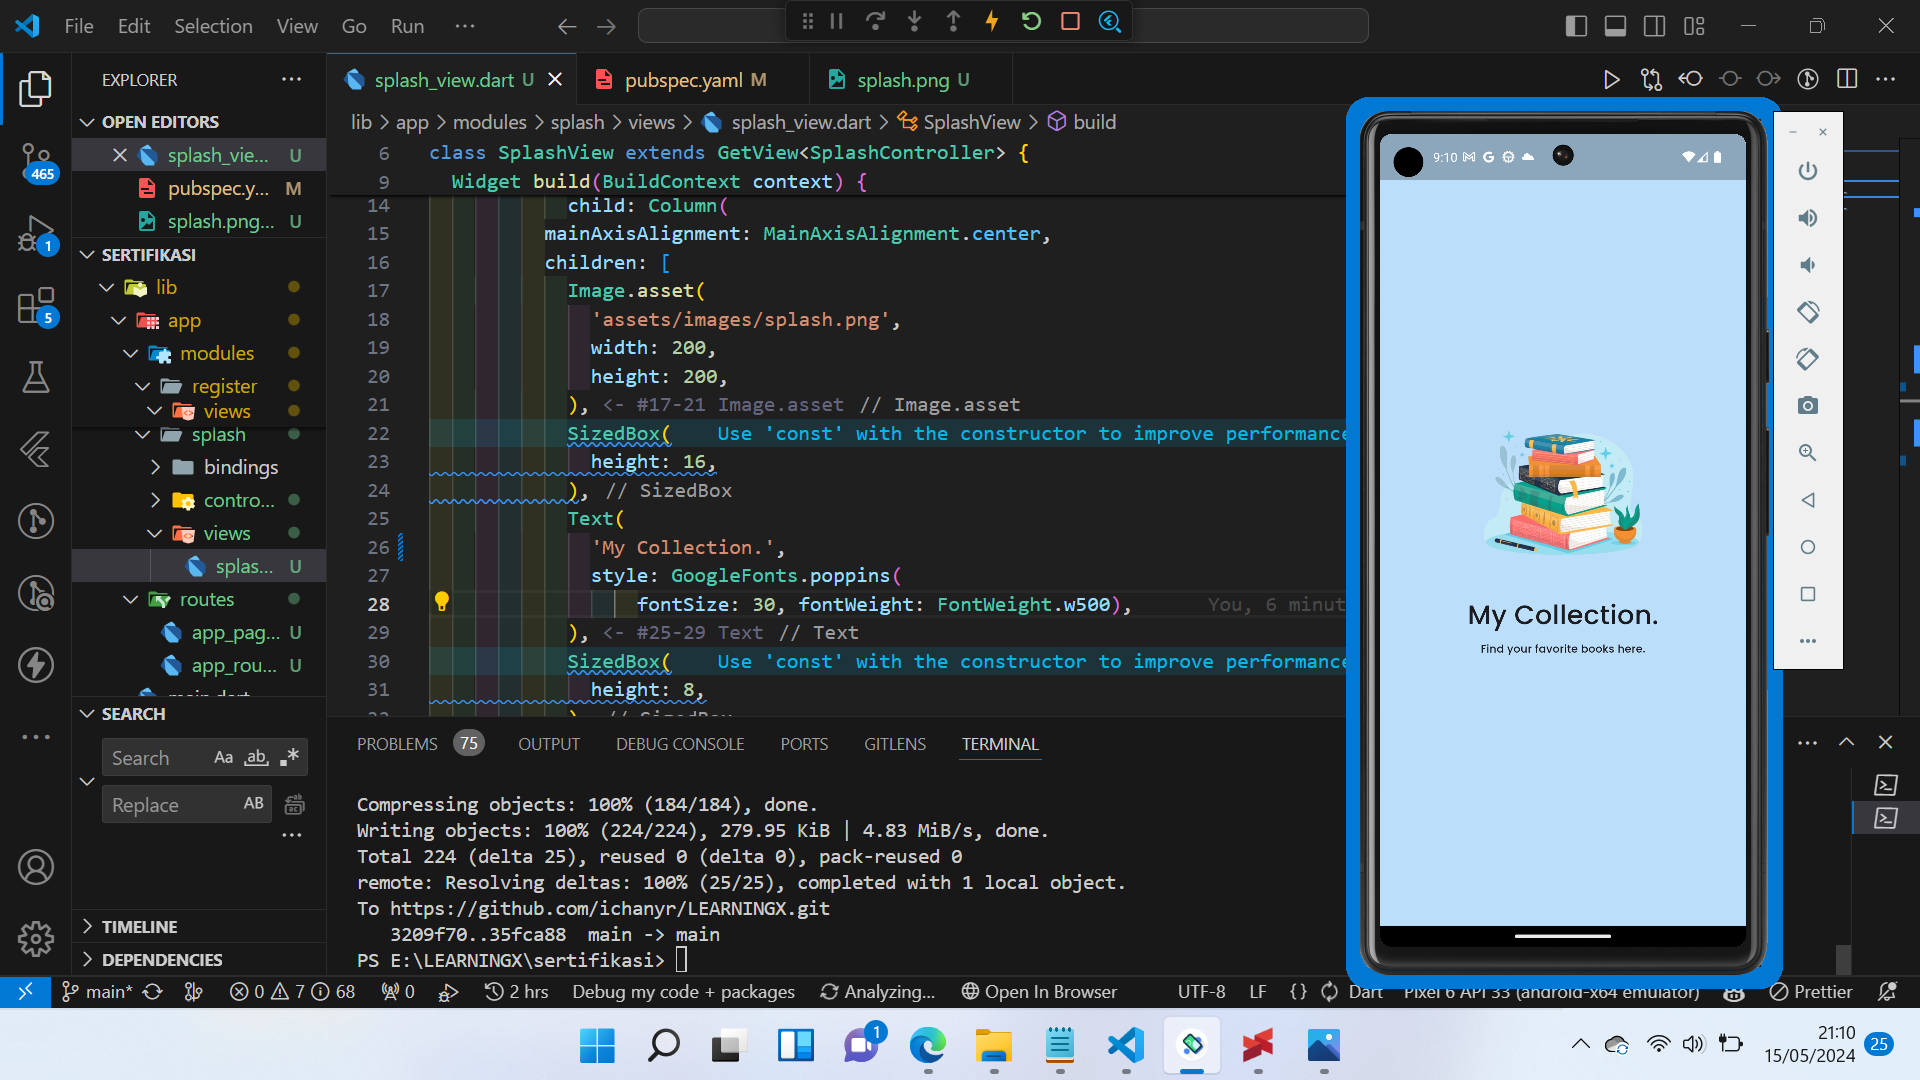 File Edit Selection View Go Run ...
EXPLORER
OPEN EDITORS
splash_vie... U
pubspec.y... M
splash.png... U
SERTIFIKASI
lib
app
modules
register
views
splash
bindings
contro...
views
splas... U
routes
app_pag... U
app_rou... U
main.dart
SEARCH
Search Aa ab .*
Replace AB
TIMELINE
DEPENDENCIES
465
1
5
splash_view.dart U
pubspec.yaml M
splash.png U
lib > app > modules > splash > views > splash_view.dart > SplashView > build
6 class SplashView extends GetView<SplashController> {
9 Widget build(BuildContext context) {
14 child: Column(
15 mainAxisAlignment: MainAxisAlignment.center,
16 children: [
17 Image.asset(
18 'assets/images/splash.png',
19 width: 200,
20 height: 200,
21 ), <- #17-21 Image.asset // Image.asset
22 SizedBox( Use 'const' with the constructor to improve performance
23 height: 16,
24 ), // SizedBox
25 Text(
26 'My Collection.',
27 style: GoogleFonts.poppins(
28 fontSize: 30, fontWeight: FontWeight.w500), You, 6 minut
29 ), <- #25-29 Text // Text
30 SizedBox( Use 'const' with the constructor to improve performance
31 height: 8,
), // SizedBox
PROBLEMS 75 OUTPUT DEBUG CONSOLE PORTS GITLENS TERMINAL
Compressing objects: 100% (184/184), done.
Writing objects: 100% (224/224), 279.95 KiB | 4.83 MiB/s, done.
Total 224 (delta 25), reused 0 (delta 0), pack-reused 0
remote: Resolving deltas: 100% (25/25), completed with 1 local object.
To https://github.com/ichanyr/LEARNINGX.git
3209f70..35fca88 main -> main
PS E:\LEARNINGX\sertifikasi>
9:10
My Collection.
Find your favorite books here.
main* 0 7 68 0 2 hrs Debug my code + packages Analyzing... Open In Browser UTF-8 LF {} Dart Pixel 6 API 33 (android-x64 emulator) Prettier
1
21:10
15/05/2024
25